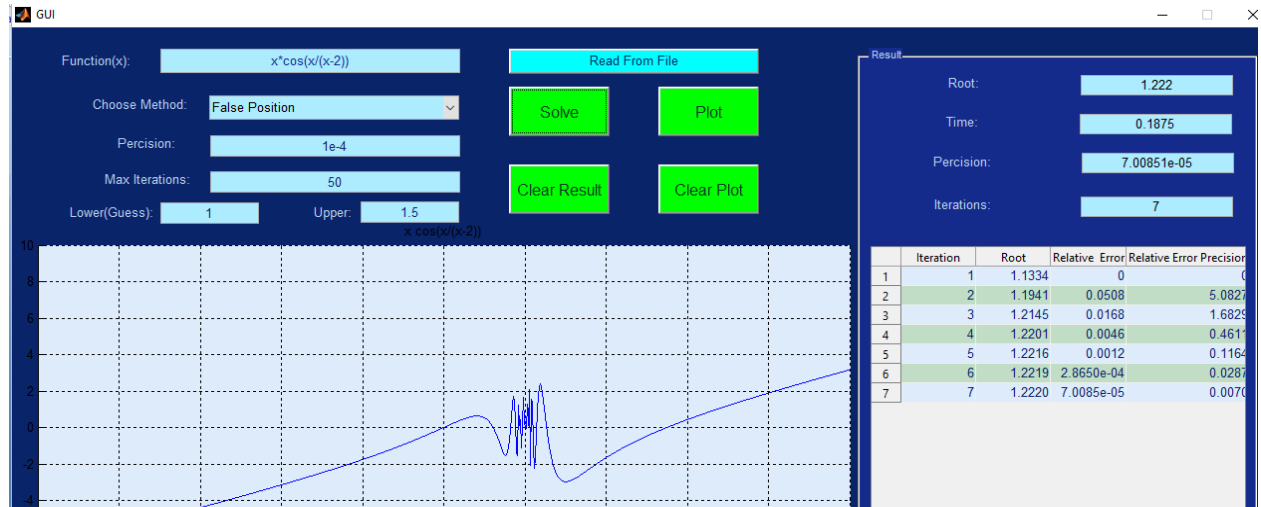 GUI
Function(x): x*cos(x/(x-2)) Read From File
Choose Method: False Position Solve Plot
Percision: 1e-4
Max Iterations: 50 Clear Result Clear Plot
Lower(Guess): 1 Upper: 1.5
x cos(x/(x-2))
10
8
6
4
2
0
-2
-4
Result
Root: 1.222
Time: 0.1875
Percision: 7.00851e-05
Iterations: 7
Iteration Root Relative Error Relative Error Precision
1 1 1.1334 0 0
2 2 1.1941 0.0508 5.0827
3 3 1.2145 0.0168 1.6829
4 4 1.2201 0.0046 0.4611
5 5 1.2216 0.0012 0.1164
6 6 1.2219 2.8650e-04 0.0287
7 7 1.2220 7.0085e-05 0.0070